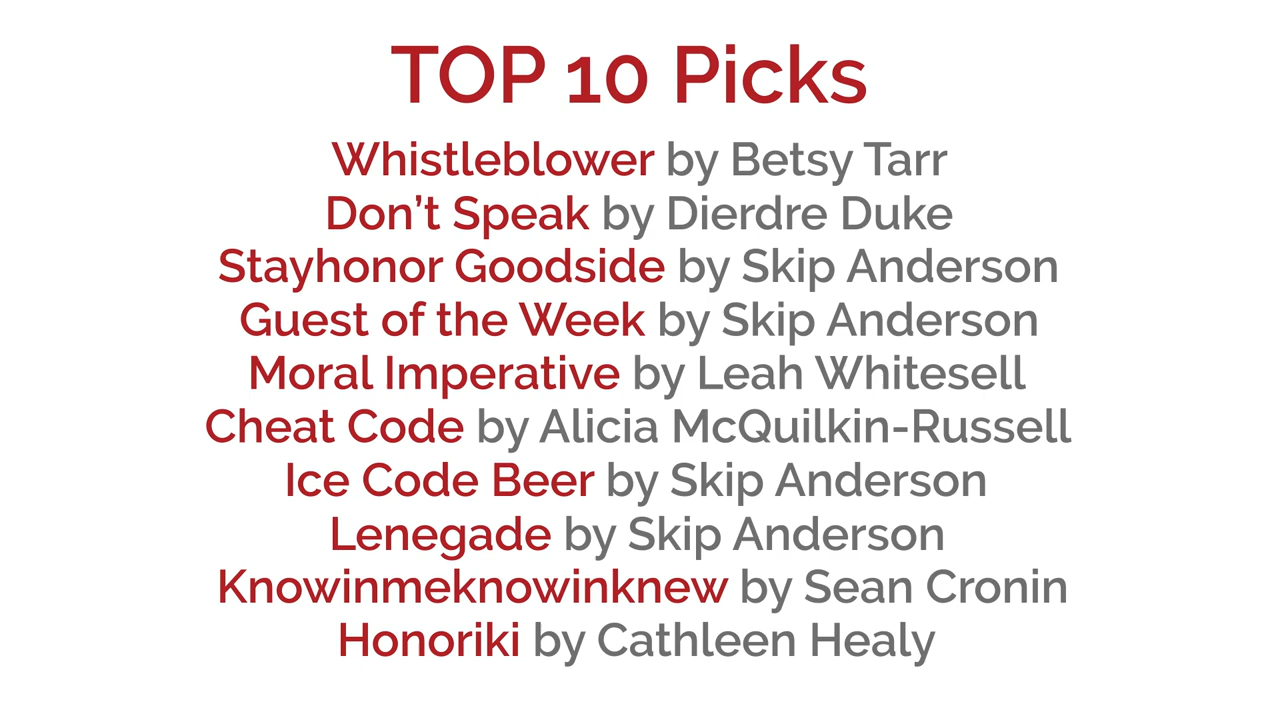 TOP 10 Picks
Whistleblower by Betsy Tarr
Don’t Speak by Dierdre Duke
Stayhonor Goodside by Skip Anderson
Guest of the Week by Skip Anderson
Moral Imperative by Leah Whitesell
Cheat Code by Alicia McQuilkin-Russell
Ice Code Beer by Skip Anderson
Lenegade by Skip Anderson
Knowinmeknowinknew by Sean Cronin
Honoriki by Cathleen Healy